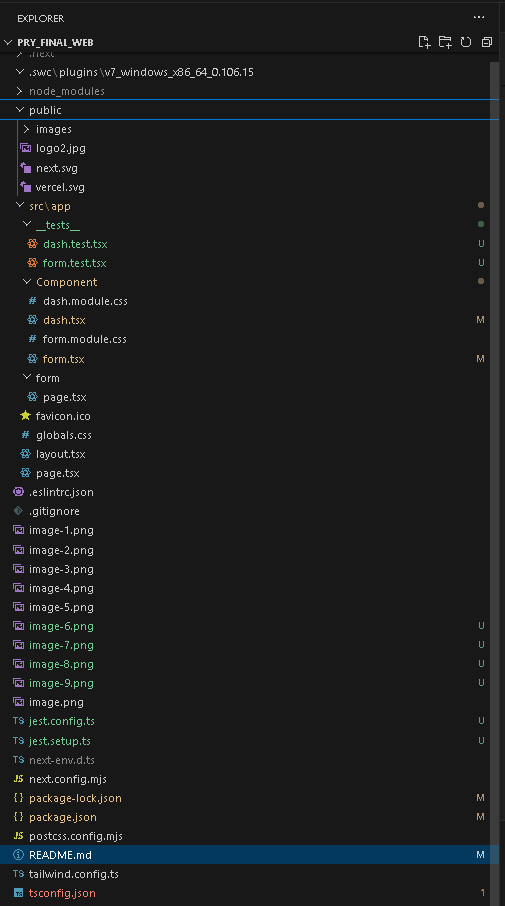 EXPLORER
PRY_FINAL_WEB
.next
.swc\plugins\v7_windows_x86_64_0.106.15
node_modules
public
images
logo2.jpg
next.svg
vercel.svg
src\app
__tests__
dash.test.tsx U
form.test.tsx U
Component
# dash.module.css
dash.tsx M
# form.module.css
form.tsx M
form
page.tsx
favicon.ico
# globals.css
layout.tsx
page.tsx
.eslintrc.json
.gitignore
image-1.png
image-2.png
image-3.png
image-4.png
image-5.png
image-6.png U
image-7.png U
image-8.png U
image-9.png U
image.png
TS jest.config.ts U
TS jest.setup.ts U
TS next-env.d.ts
JS next.config.mjs
{} package-lock.json M
{} package.json M
JS postcss.config.mjs
README.md M
TS tailwind.config.ts
TS tsconfig.json 1